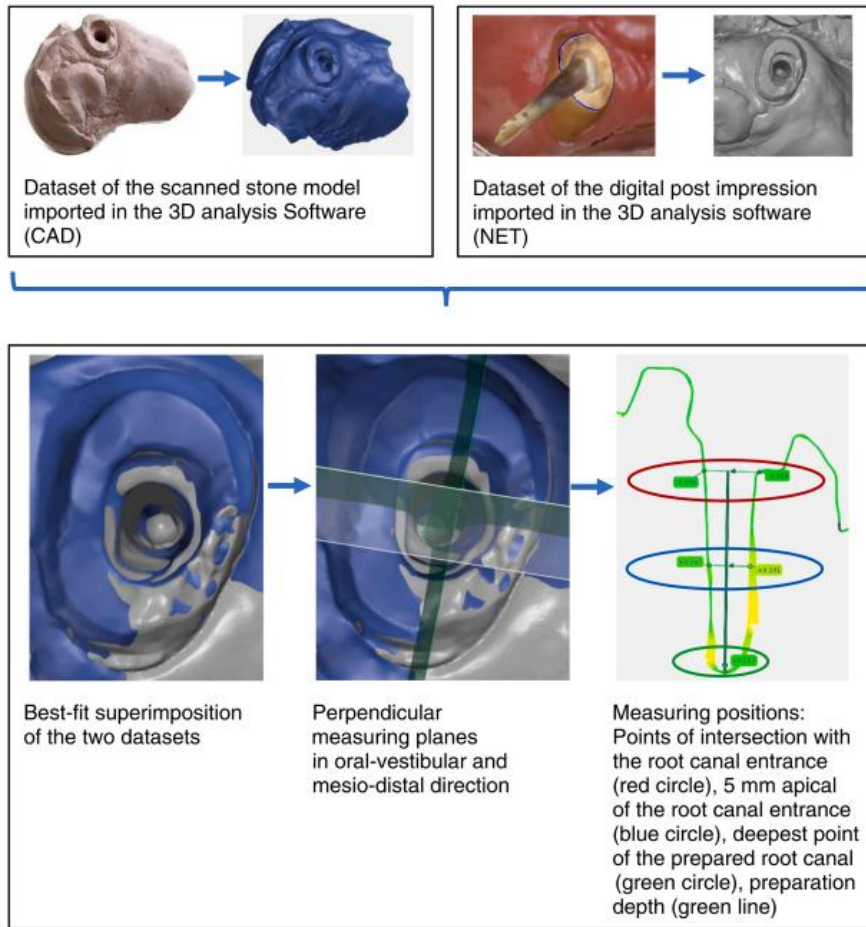 Dataset of the scanned stone model
imported in the 3D analysis Software
(CAD)
Dataset of the digital post impression
imported in the 3D analysis software
(NET)
Best-fit superimposition
of the two datasets
Perpendicular
measuring planes
in oral-vestibular and
mesio-distal direction
Measuring positions:
Points of intersection with
the root canal entrance
(red circle), 5 mm apical
of the root canal entrance
(blue circle), deepest point
of the prepared root canal
(green circle), preparation
depth (green line)